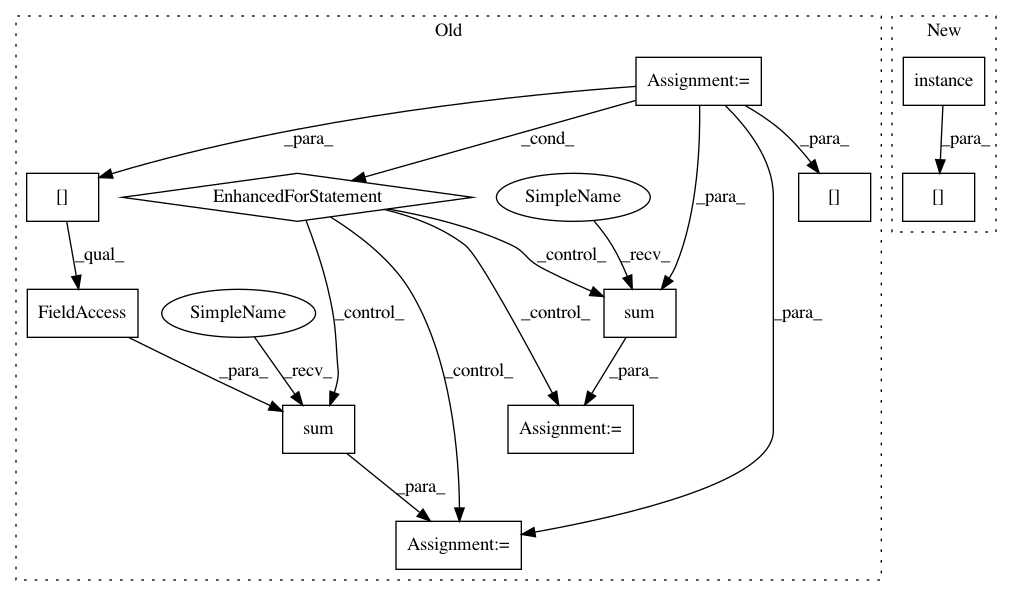 Old
New
Assignment:=
instance
_para_
_cond_
_para_
_para_
[]
EnhancedForStatement
SimpleName
_para_
[]
[]
_qual_
_control_
_recv_
FieldAccess
SimpleName
_control_
_control_
sum
_para_
_para_
_recv_
_control_
_para_
sum
Assignment:=
_para_
Assignment:=